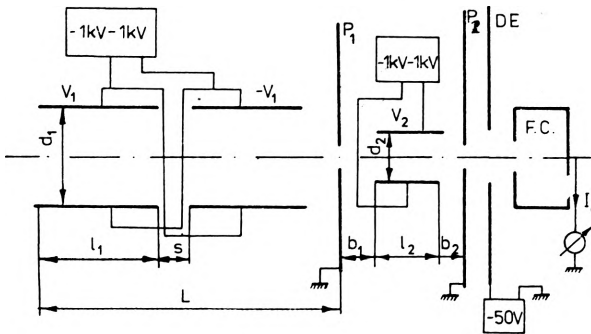 -1kV-1kV
P₁
P₂
DE
-1kV-1kV
V₁
-V₁
V₂
F.C.
d₁
d₂
I
l₁
s
b₁
l₂
b₂
L
-50V